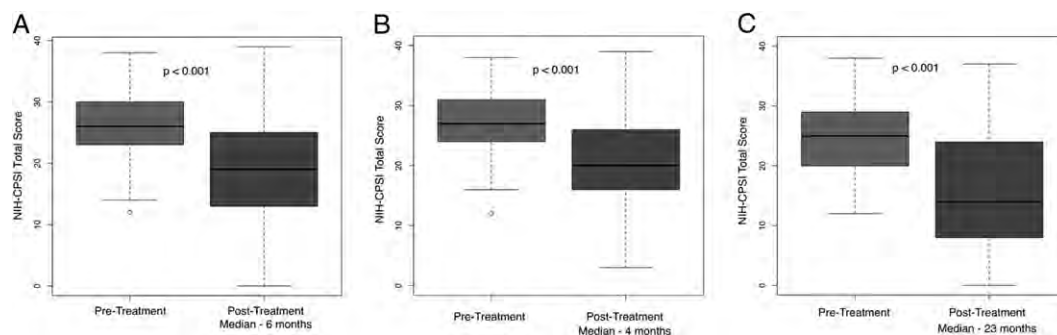 A
NIH-CPSI Total Score
40
30
20
10
0
p < 0.001
Pre-Treatment
Post-Treatment
Median - 6 months
B
NIH-CPSI Total Score
40
30
20
10
0
p < 0.001
Pre-Treatment
Post-Treatment
Median - 4 months
C
NIH-CPSI Total Score
40
30
20
10
0
p < 0.001
Pre-Treatment
Post-Treatment
Median - 23 months